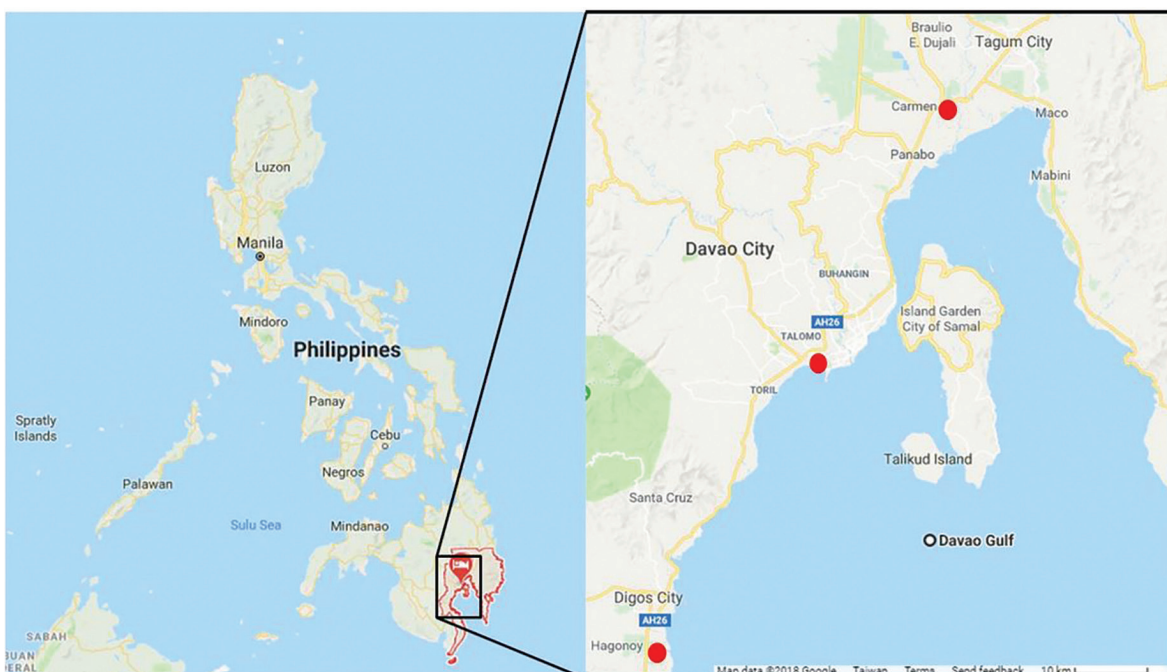 Luzon
Manila
Mindoro
Philippines
Panay
Spratly
Islands
Cebu
Negros
Palawan
Sulu Sea
Mindanao
SABAH
Braulio
E. Dujali
Tagum City
Carmen
Maco
Panabo
Mabini
Davao City
BUHANGIN
Island Garden
City of Samal
AH26
TALOMO
TORIL
Talikud Island
Santa Cruz
Davao Gulf
Digos City
AH26
Hagonoy
Map data ©2018 Google Taiwan Terms Send feedback 10 km